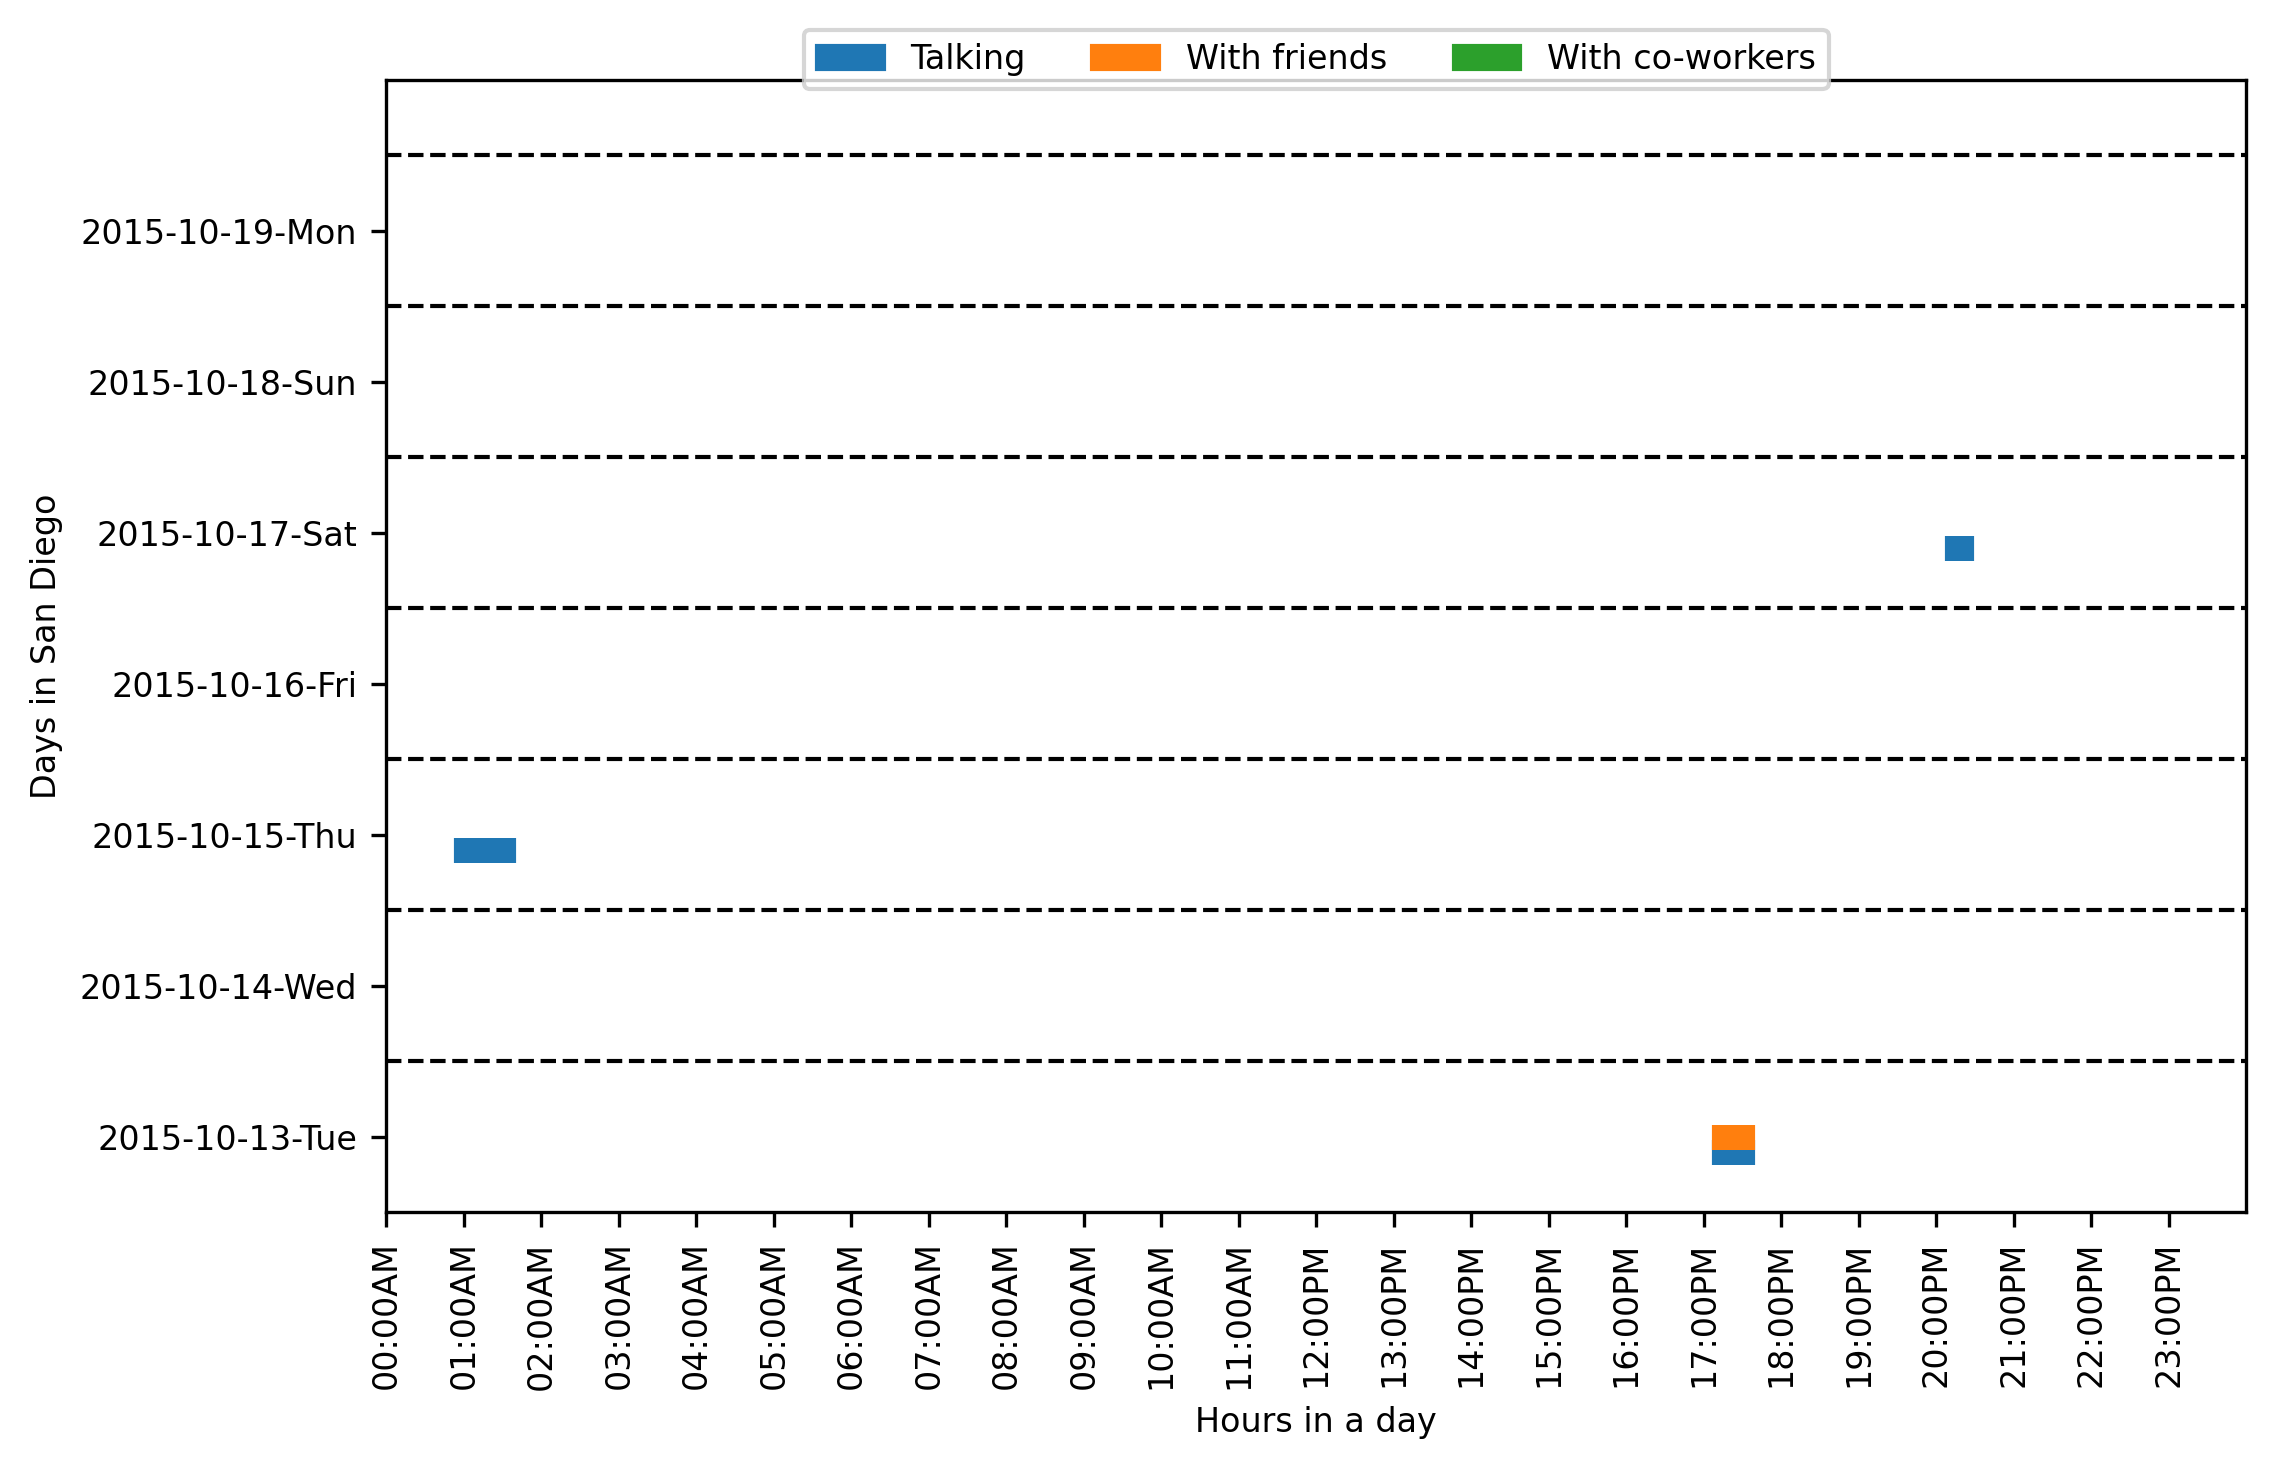 Talking With friends With co-workers
2015-10-19-Mon
2015-10-18-Sun
2015-10-17-Sat
2015-10-16-Fri
2015-10-15-Thu
2015-10-14-Wed
2015-10-13-Tue
Days in San Diego
00:00AM
01:00AM
02:00AM
03:00AM
04:00AM
05:00AM
06:00AM
07:00AM
08:00AM
09:00AM
10:00AM
11:00AM
12:00PM
13:00PM
14:00PM
15:00PM
16:00PM
17:00PM
18:00PM
19:00PM
20:00PM
21:00PM
22:00PM
23:00PM
Hours in a day